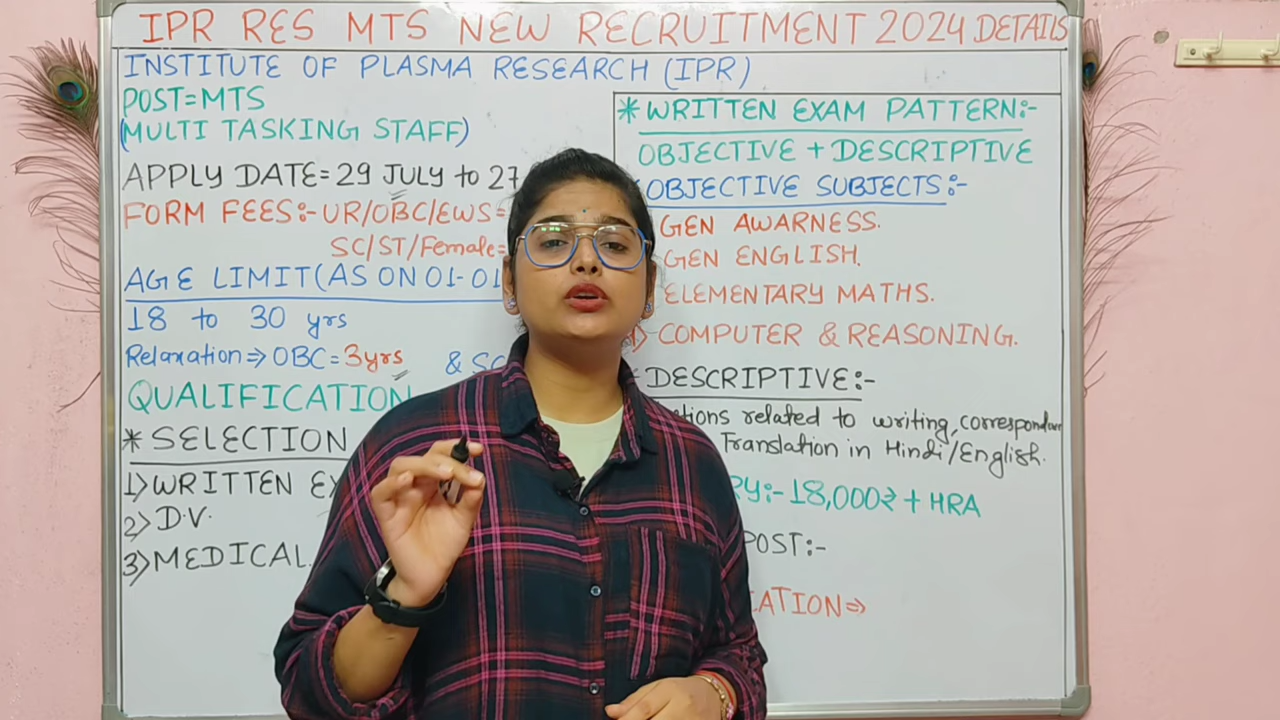 IPR RES MTS NEW RECRUITMENT 2024 DETAILS
INSTITUTE OF PLASMA RESEARCH (IPR)
POST=MTS
(MULTI TASKING STAFF)
APPLY DATE=29 JULY to 27
FORM FEES:- UR/OBC/EWS=
SC/ST/Female=
AGE LIMIT(AS ON 01-01
18 to 30 yrs
Relaxation⇒ OBC=3yrs & SC
QUALIFICATION
* SELECTION
1) WRITTEN EX
2) D.V.
3) MEDICAL.
* WRITTEN EXAM PATTERN:-
OBJECTIVE + DESCRIPTIVE
OBJECTIVE SUBJECTS:-
GEN AWARNESS.
GEN ENGLISH.
ELEMENTARY MATHS.
COMPUTER & REASONING.
DESCRIPTIVE:-
related to writing, 
Translation in Hindi/English.
RY:- 18,000₹ + HRA
POST:-
CATION⇒